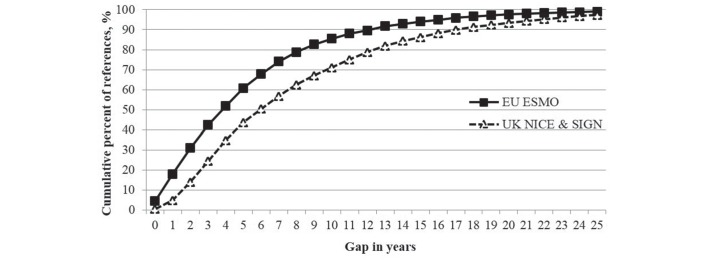 Cumulative percent of references, %
100
90
80
70
60
50
40
30
20
10
0
EU ESMO
UK NICE & SIGN
0 1 2 3 4 5 6 7 8 9 10 11 12 13 14 15 16 17 18 19 20 21 22 23 24 25
Gap in years